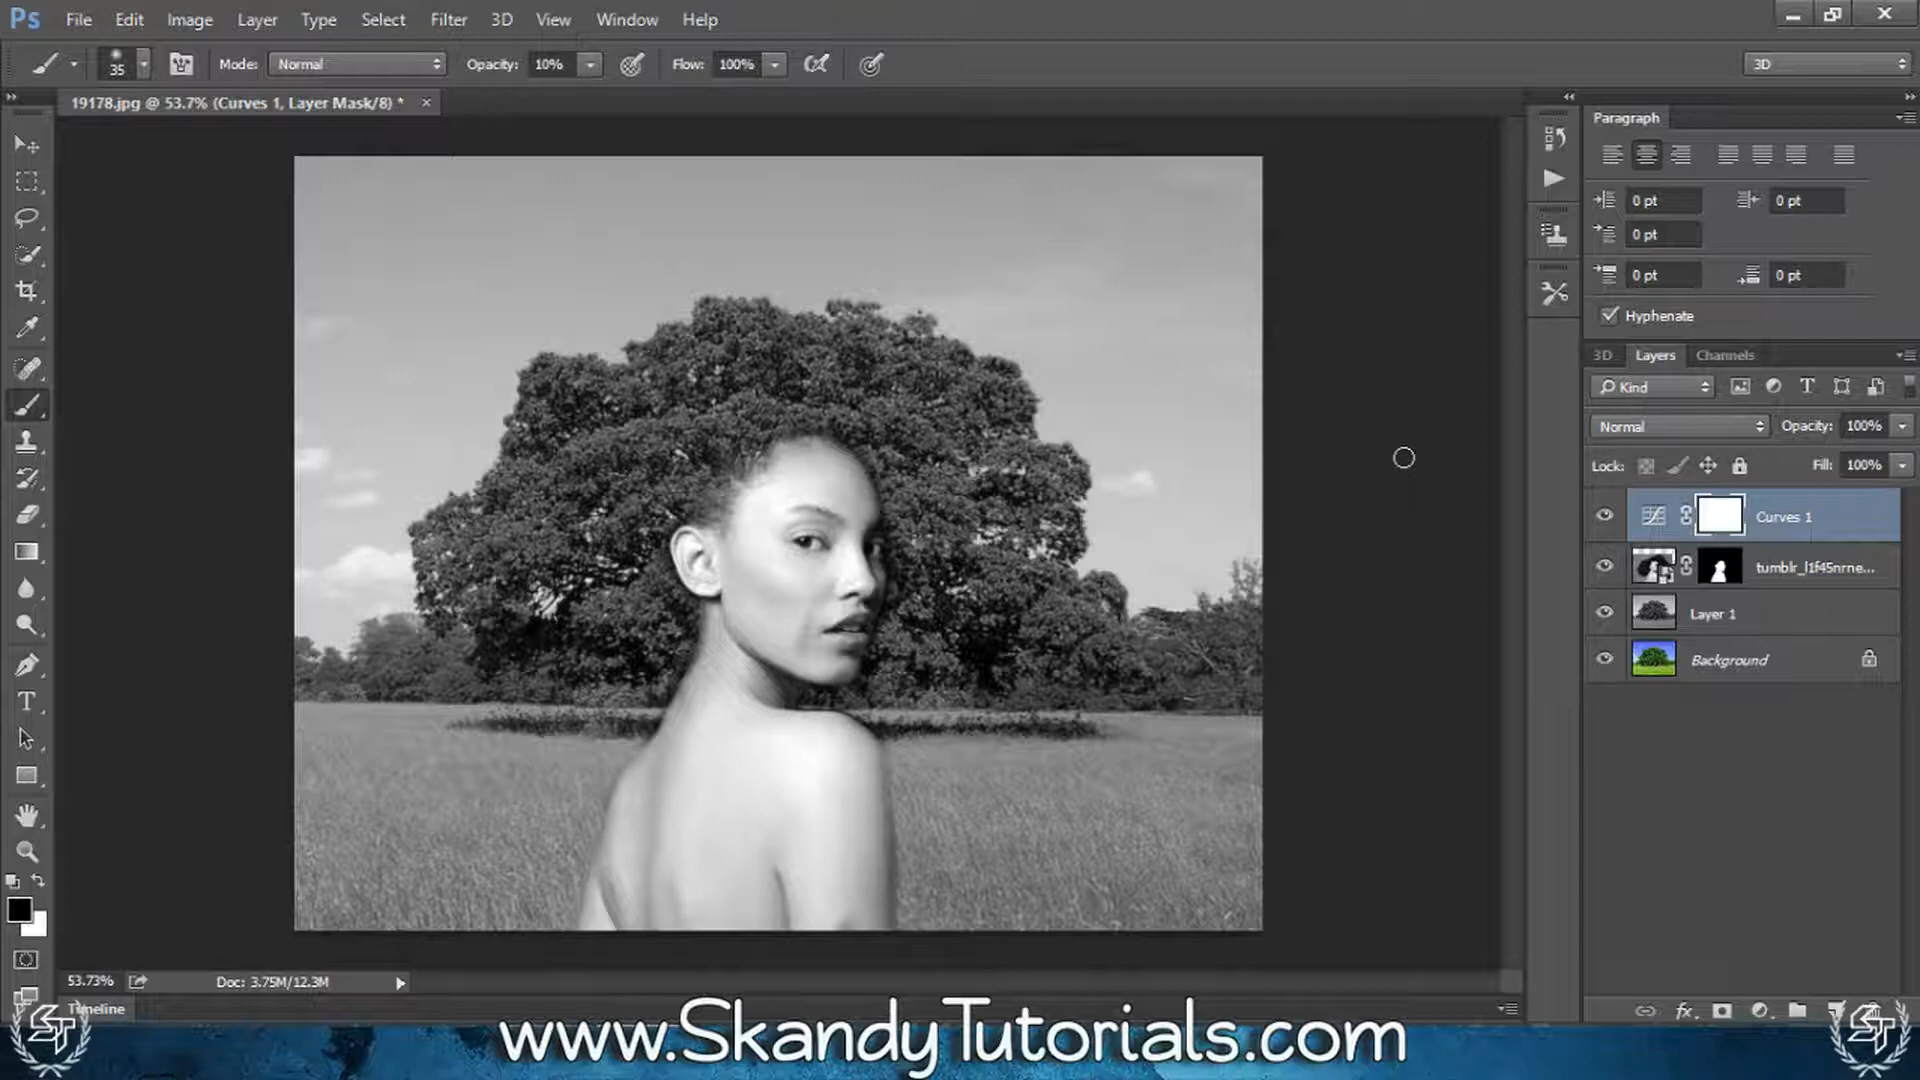 Ps File Edit Image Layer Type Select Filter 3D View Window Help
35 Mode: Normal Opacity: 10% Flow: 100% 3D
19178.jpg @ 53.7% (Curves 1, Layer Mask/8) * ×
Paragraph
0 pt 0 pt
0 pt
0 pt 0 pt
Hyphenate
3D Layers Channels
Kind
Normal Opacity: 100%
Lock: Fill: 100%
Curves 1
tumblr_l1f45nrne...
Layer 1
Background
53.73% Doc: 3.75M/12.3M
Timeline
www.SkandyTutorials.com
ST ST